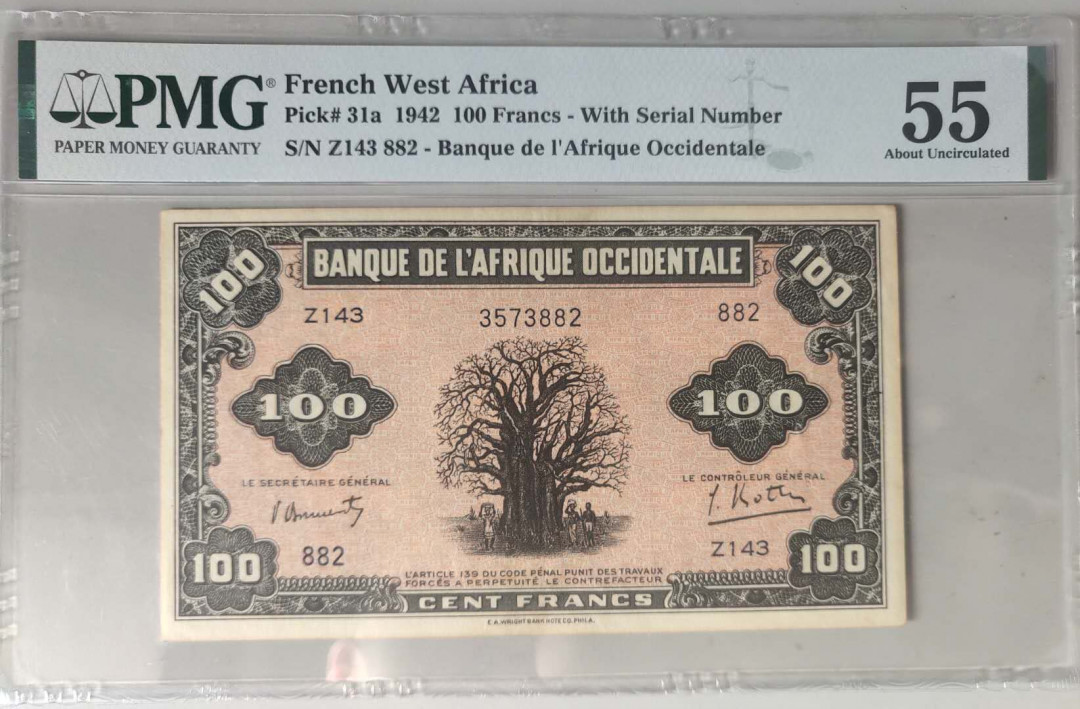 PMG®
PAPER MONEY GUARANTY
French West Africa
Pick# 31a 1942 100 Francs - With Serial Number
S/N Z143 882 - Banque de l'Afrique Occidentale
55
About Uncirculated
100
BANQUE DE L'AFRIQUE OCCIDENTALE
100
Z143
3573882
882
100
100
LE SECRÉTAIRE GÉNÉRAL
LE CONTRÔLEUR GÉNÉRAL
882
Z143
100
L'ARTICLE 139 DU CODE PÉNAL PUNIT DES TRAVAUX
FORCÉS A PERPÉTUITÉ, LE CONTREFACTEUR
100
CENT FRANCS
E.A. WRIGHT BANK NOTE CO. PHILA.